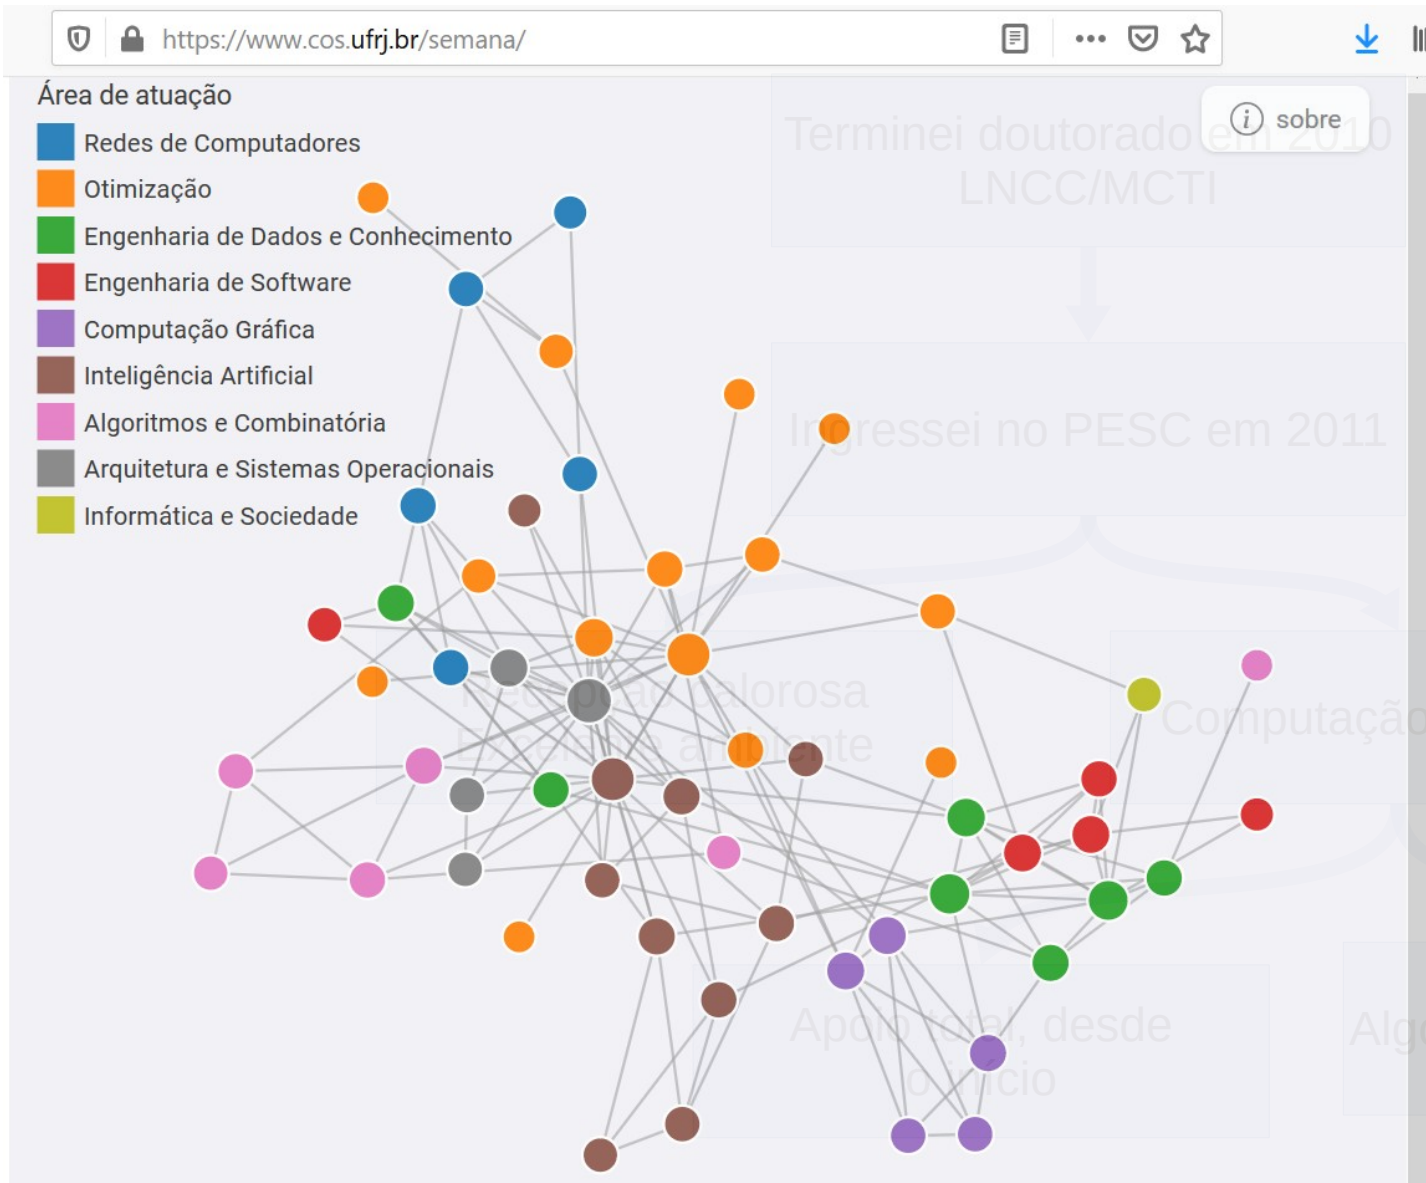 https://www.cos.ufrj.br/semana/
Área de atuação
Redes de Computadores
Otimização
Engenharia de Dados e Conhecimento
Engenharia de Software
Computação Gráfica
Inteligência Artificial
Algoritmos e Combinatória
Arquitetura e Sistemas Operacionais
Informática e Sociedade
sobre
Terminei doutorado em 2010
LNCC/MCTI
Ingressei no PESC em 2011
Recepção calorosa
Excelente ambiente
Computação
Apoio total, desde
o início
Algo